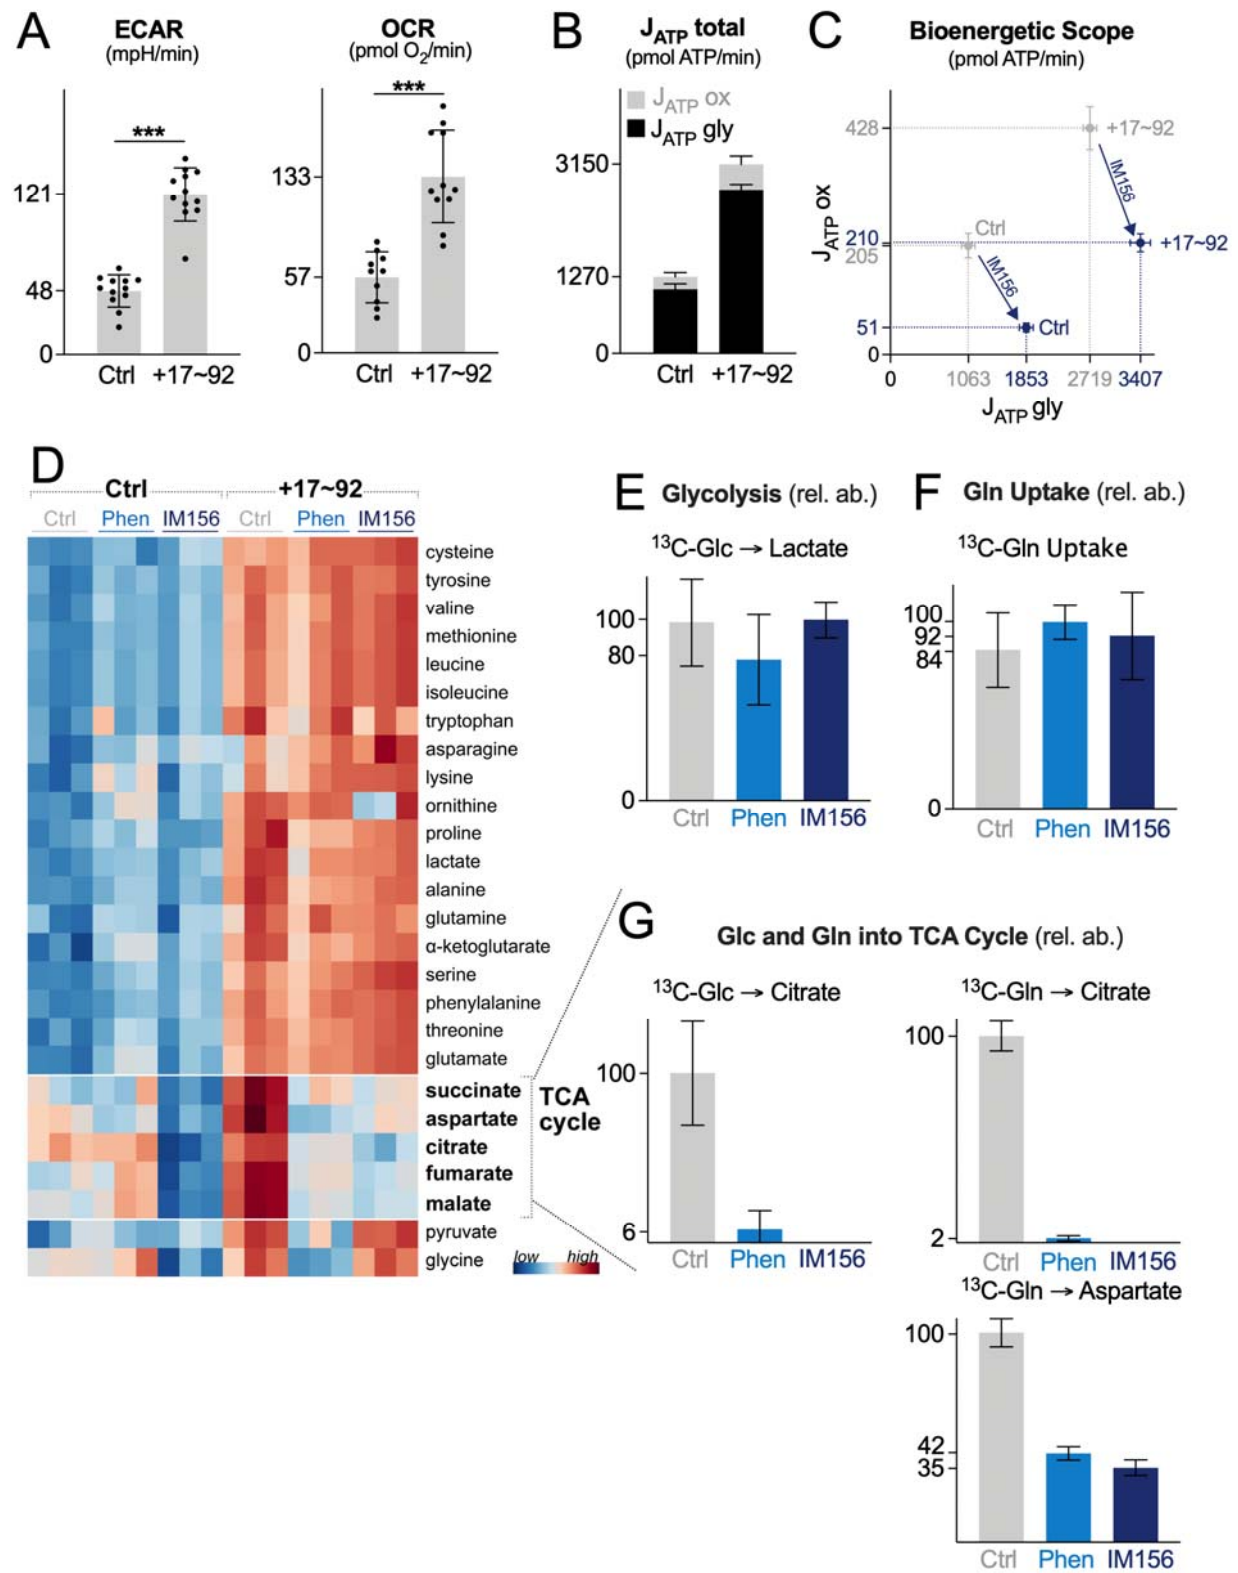 A
ECAR
(mpH/min)
***
121
48
0
Ctrl +17~92
OCR
(pmol O₂/min)
***
133
57
0
Ctrl +17~92
B
J_ATP total
(pmol ATP/min)
J_ATP ox
J_ATP gly
3150
1270
0
Ctrl +17~92
C
Bioenergetic Scope
(pmol ATP/min)
J_ATP ox
428
210
205
51
0
+17~92
IM156
Ctrl
+17~92
IM156
Ctrl
0 1063 1853 2719 3407
J_ATP gly
D
Ctrl +17~92
Ctrl Phen IM156 Ctrl Phen IM156
cysteine
tyrosine
valine
methionine
leucine
isoleucine
tryptophan
asparagine
lysine
ornithine
proline
lactate
alanine
glutamine
α-ketoglutarate
serine
phenylalanine
threonine
glutamate
succinate
aspartate
citrate
fumarate
malate
TCA
cycle
pyruvate
glycine
low high
E
Glycolysis (rel. ab.)
¹³C-Glc → Lactate
100
80
0
Ctrl Phen IM156
F
Gln Uptake (rel. ab.)
¹³C-Gln Uptake
100
92
84
0
Ctrl Phen IM156
G
Glc and Gln into TCA Cycle (rel. ab.)
¹³C-Glc → Citrate
100
6
Ctrl Phen IM156
¹³C-Gln → Citrate
100
2
Ctrl Phen IM156
¹³C-Gln → Aspartate
100
42
35
Ctrl Phen IM156